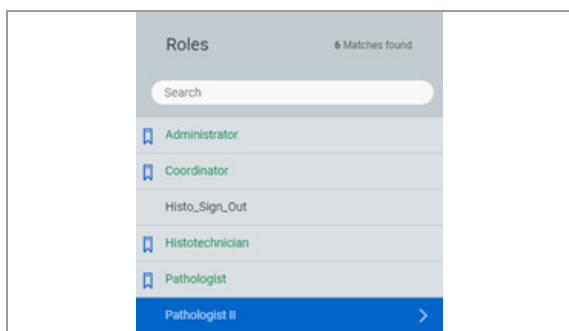 Roles
6 Matches found
Search
Administrator
Coordinator
Histo_Sign_Out
Histotechnician
Pathologist
Pathologist II